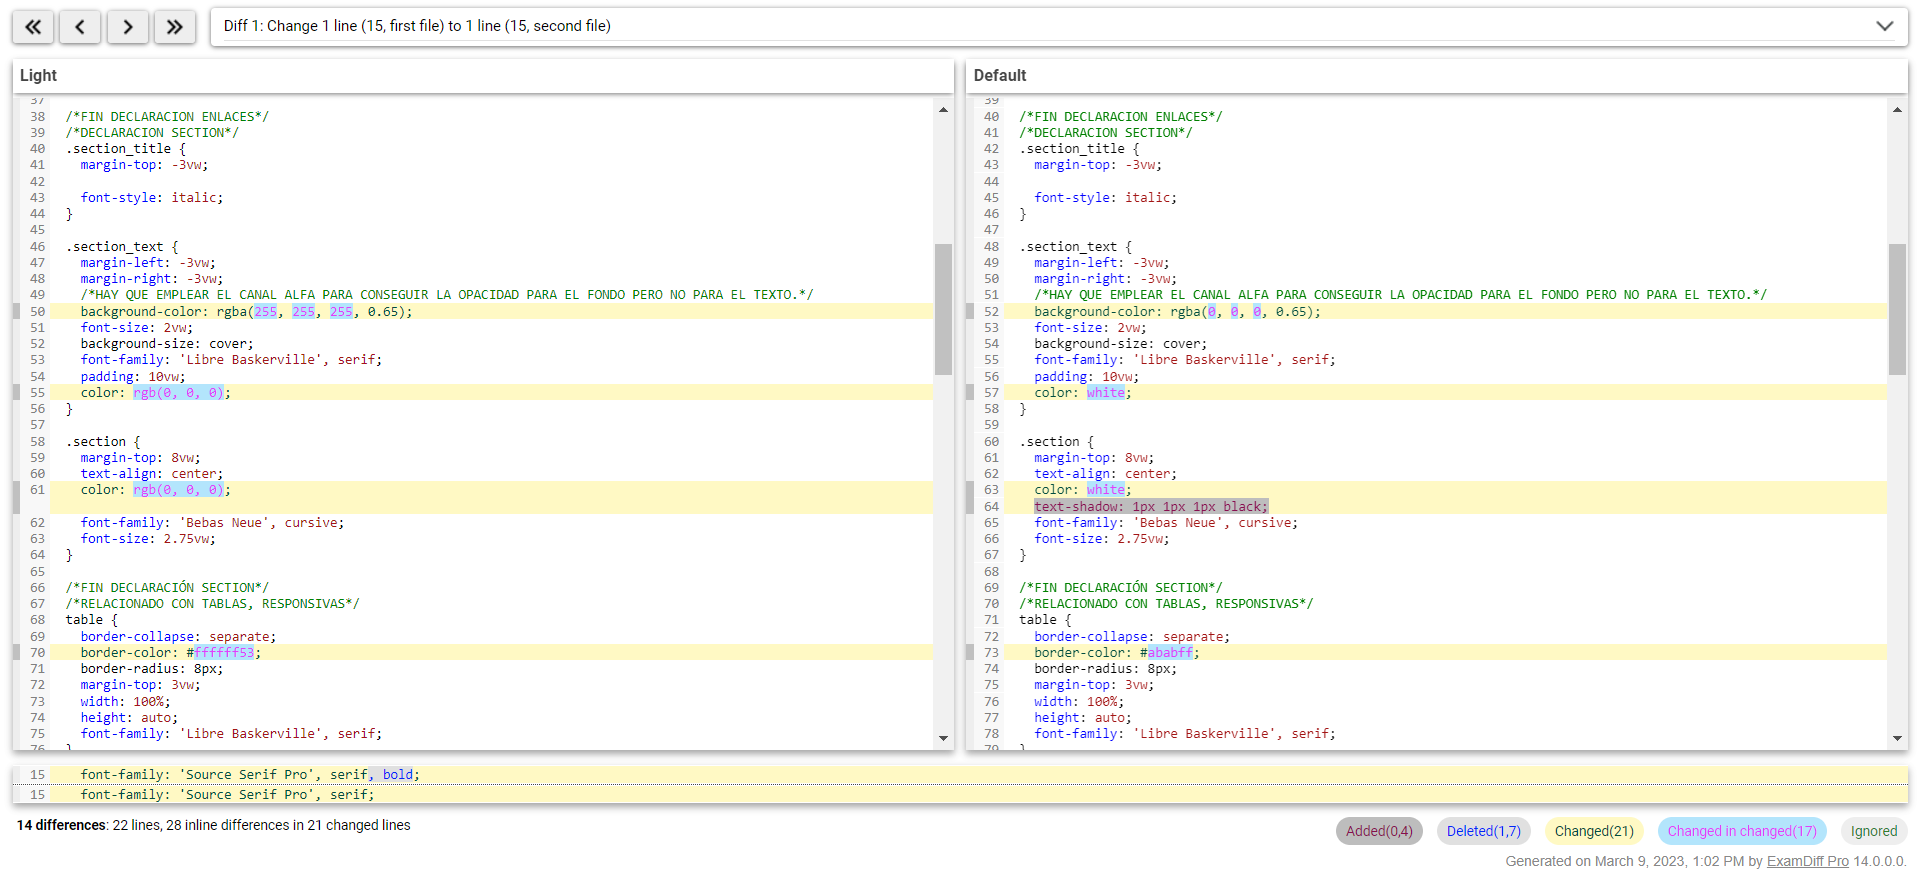 Diff 1: Change 1 line (15, first file) to 1 line (15, second file)
Light
37
38 /*FIN DECLARACION ENLACES*/
39 /*DECLARACION SECTION*/
40 .section_title {
41 margin-top: -3vw;
42
43 font-style: italic;
44 }
45
46 .section_text {
47 margin-left: -3vw;
48 margin-right: -3vw;
49 /*HAY QUE EMPLEAR EL CANAL ALFA PARA CONSEGUIR LA OPACIDAD PARA EL FONDO PERO NO PARA EL TEXTO.*/
50 background-color: rgba(255, 255, 255, 0.65);
51 font-size: 2vw;
52 background-size: cover;
53 font-family: 'Libre Baskerville', serif;
54 padding: 10vw;
55 color: rgb(0, 0, 0);
56 }
57
58 .section {
59 margin-top: 8vw;
60 text-align: center;
61 color: rgb(0, 0, 0);
62 font-family: 'Bebas Neue', cursive;
63 font-size: 2.75vw;
64 }
65
66 /*FIN DECLARACIÓN SECTION*/
67 /*RELACIONADO CON TABLAS, RESPONSIVAS*/
68 table {
69 border-collapse: separate;
70 border-color: #ffffff53;
71 border-radius: 8px;
72 margin-top: 3vw;
73 width: 100%;
74 height: auto;
75 font-family: 'Libre Baskerville', serif;
76 }
Default
39
40 /*FIN DECLARACION ENLACES*/
41 /*DECLARACION SECTION*/
42 .section_title {
43 margin-top: -3vw;
44
45 font-style: italic;
46 }
47
48 .section_text {
49 margin-left: -3vw;
50 margin-right: -3vw;
51 /*HAY QUE EMPLEAR EL CANAL ALFA PARA CONSEGUIR LA OPACIDAD PARA EL FONDO PERO NO PARA EL TEXTO.*/
52 background-color: rgba(0, 0, 0, 0.65);
53 font-size: 2vw;
54 background-size: cover;
55 font-family: 'Libre Baskerville', serif;
56 padding: 10vw;
57 color: white;
58 }
59
60 .section {
61 margin-top: 8vw;
62 text-align: center;
63 color: white;
64 text-shadow: 1px 1px 1px black;
65 font-family: 'Bebas Neue', cursive;
66 font-size: 2.75vw;
67 }
68
69 /*FIN DECLARACIÓN SECTION*/
70 /*RELACIONADO CON TABLAS, RESPONSIVAS*/
71 table {
72 border-collapse: separate;
73 border-color: #ababff;
74 border-radius: 8px;
75 margin-top: 3vw;
76 width: 100%;
77 height: auto;
78 font-family: 'Libre Baskerville', serif;
79 }
15 font-family: 'Source Serif Pro', serif, bold;
15 font-family: 'Source Serif Pro', serif;
14 differences: 22 lines, 28 inline differences in 21 changed lines
Added(0,4) Deleted(1,7) Changed(21) Changed in changed(17) Ignored
Generated on March 9, 2023, 1:02 PM by ExamDiff Pro 14.0.0.0.